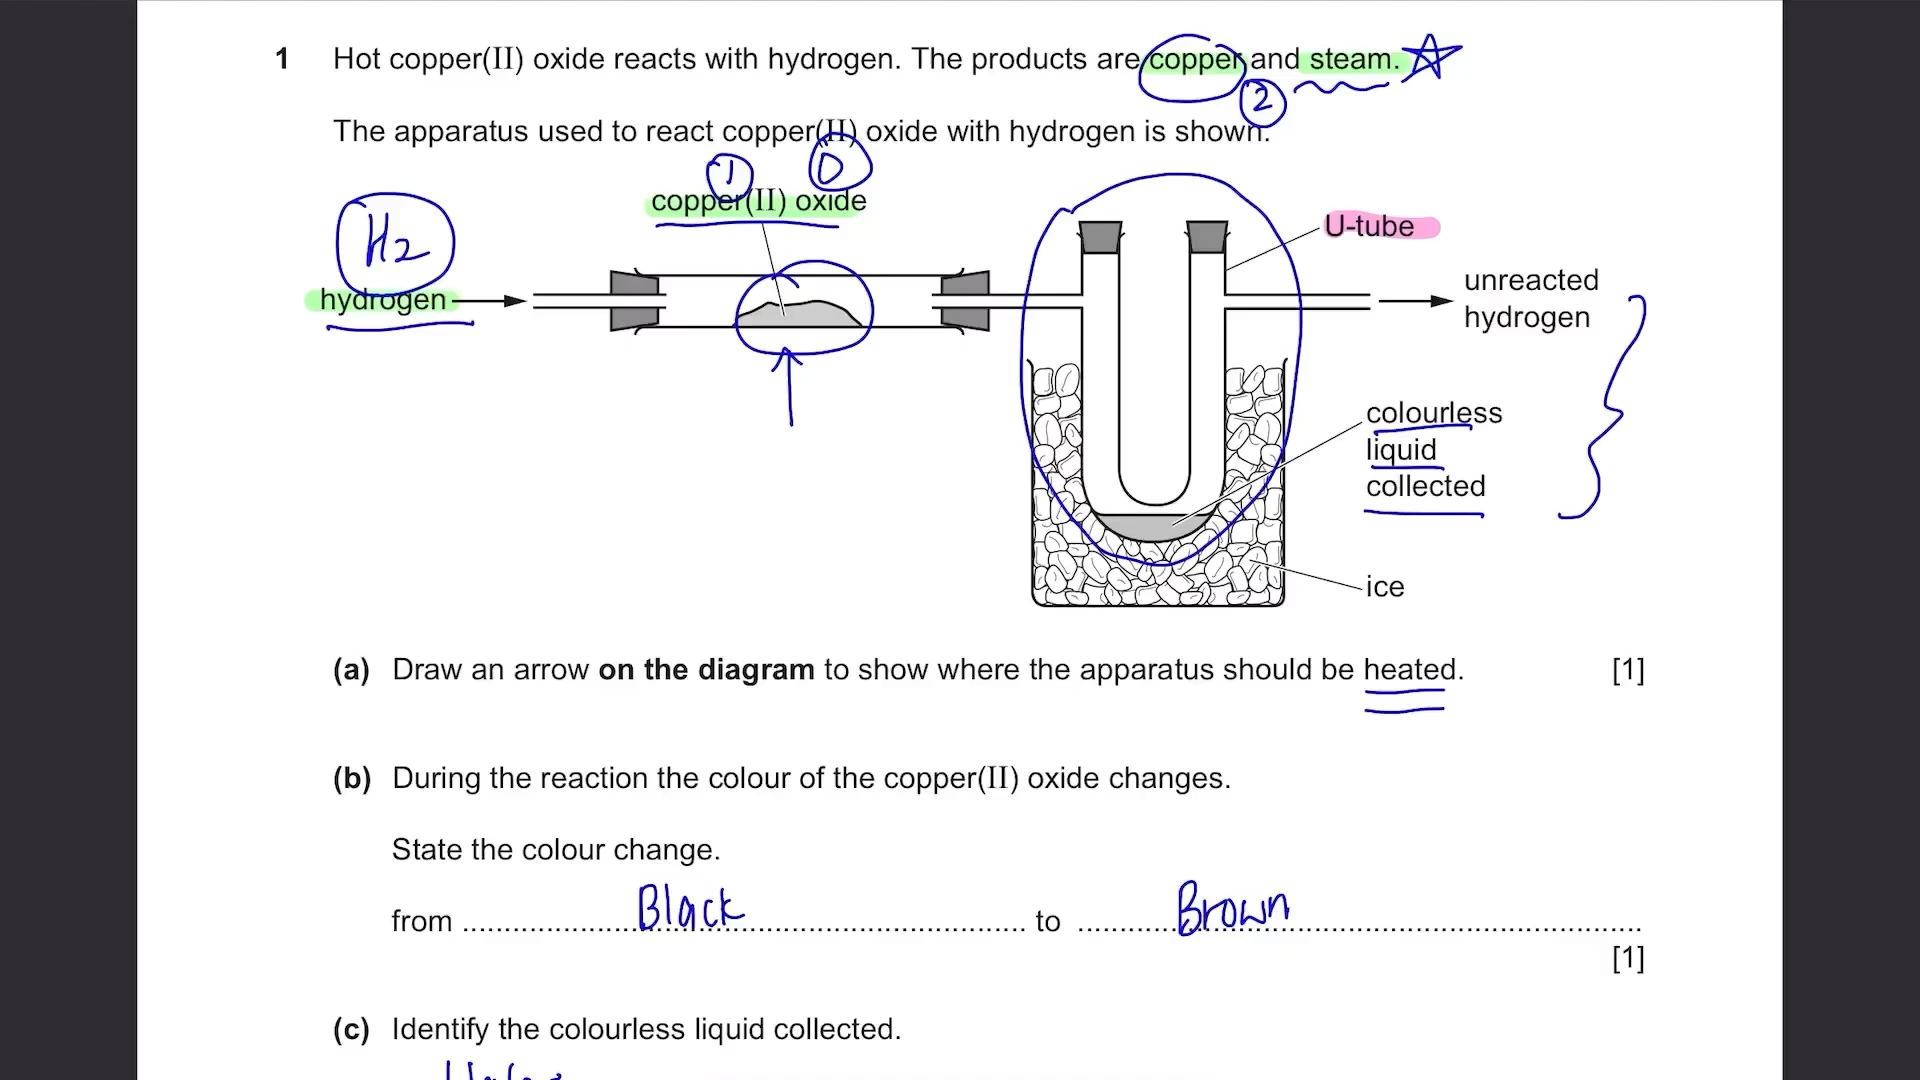 1 Hot copper(II) oxide reacts with hydrogen. The products are copper and steam.
2
The apparatus used to react copper(II) oxide with hydrogen is shown.
1
H2
copper(II) oxide
U-tube
hydrogen
unreacted
hydrogen
colourless
liquid
collected
ice
(a) Draw an arrow on the diagram to show where the apparatus should be heated. [1]
(b) During the reaction the colour of the copper(II) oxide changes.
State the colour change.
from Black to Brown
[1]
(c) Identify the colourless liquid collected.